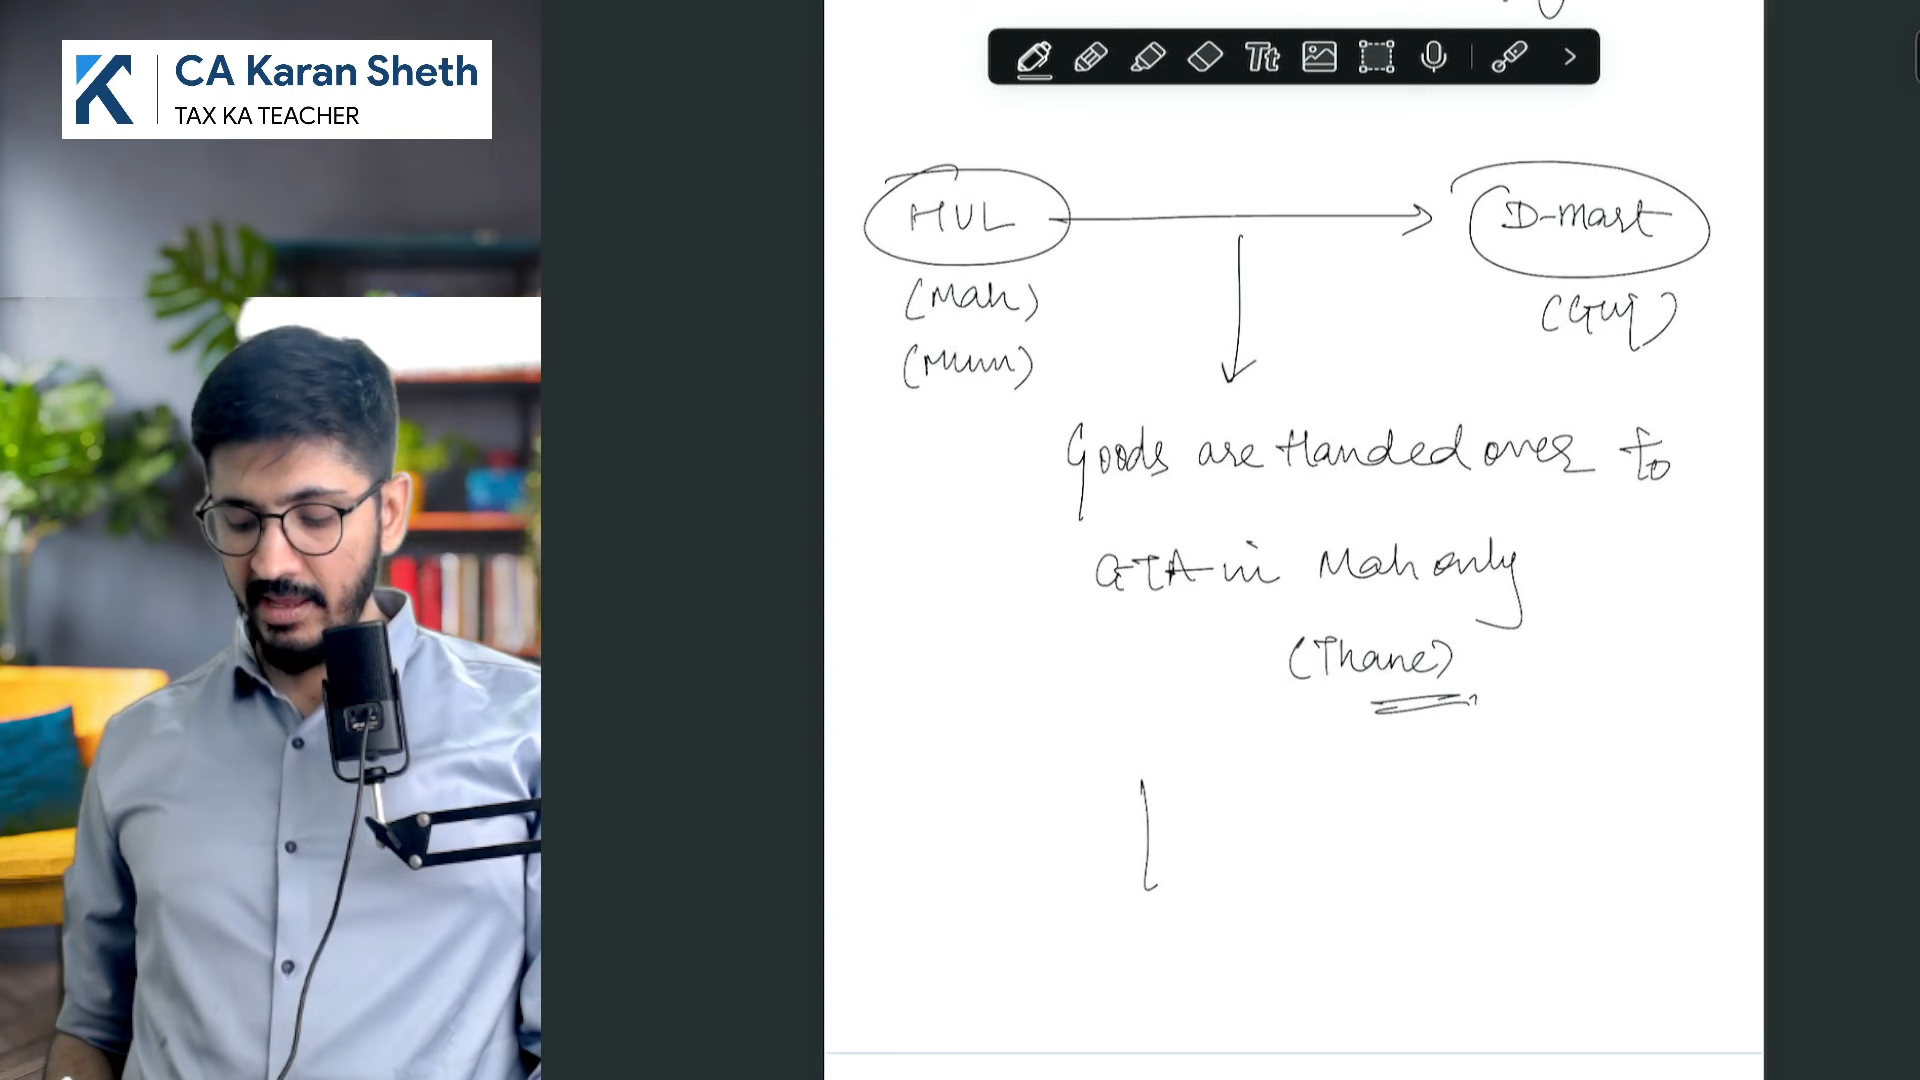 CA Karan Sheth
TAX KA TEACHER
Tt
HUL
D-mart
(Mah)
(Guj)
(Mum)
Goods are Handed over to
GTA in Mah only
(Thane)